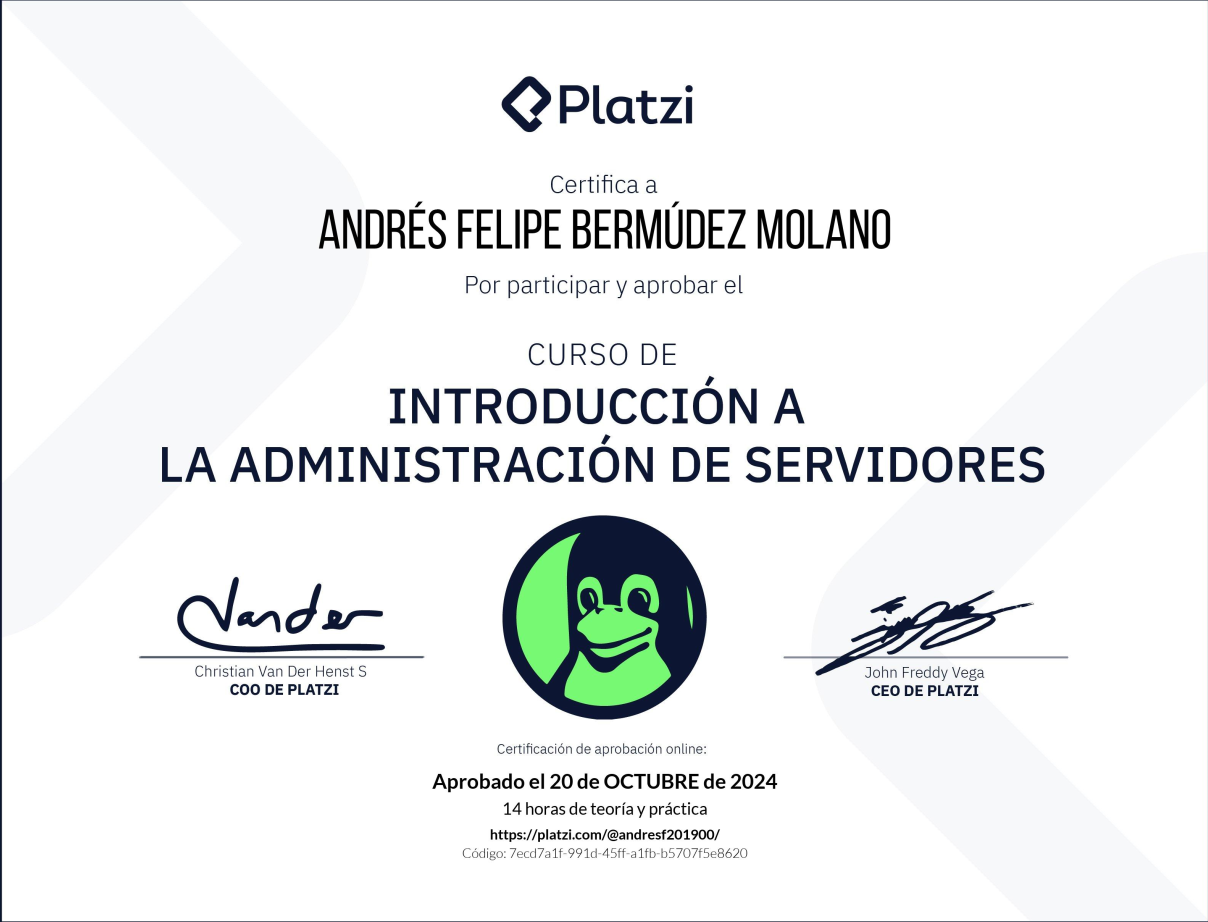 Platzi
Certifica a
ANDRÉS FELIPE BERMÚDEZ MOLANO
Por participar y aprobar el
CURSO DE
INTRODUCCIÓN A
LA ADMINISTRACIÓN DE SERVIDORES
Vander
Christian Van Der Henst S
COO DE PLATZI
John Freddy Vega
CEO DE PLATZI
Certificación de aprobación online:
Aprobado el 20 de OCTUBRE de 2024
14 horas de teoría y práctica
https://platzi.com/@andresf201900/
Código: 7ecd7a1f-991d-45ff-a1fb-b5707f5e8620